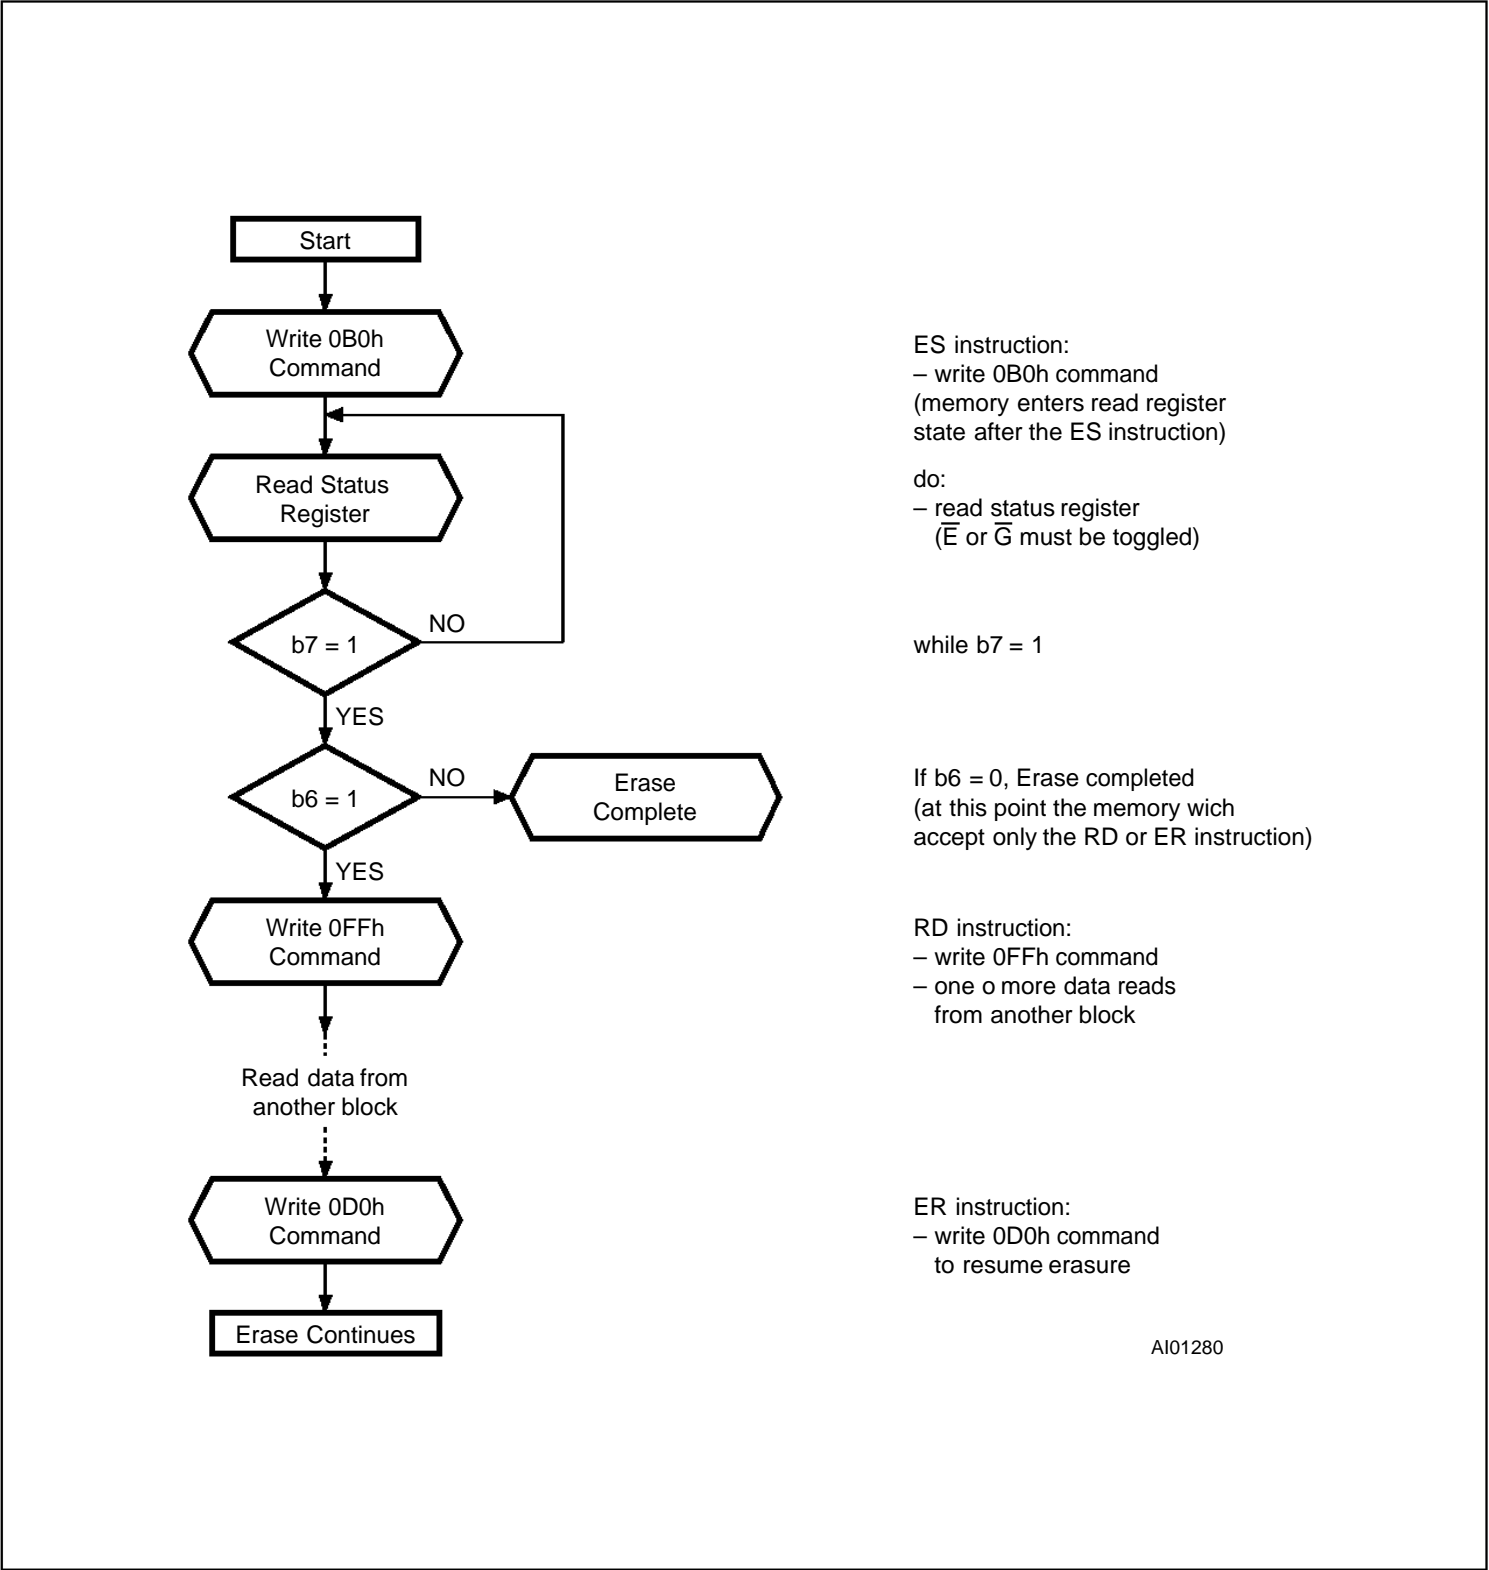 Start
Write 0B0h
Command
ES instruction:
– write 0B0h command
(memory enters read register
state after the ES instruction)
Read Status
Register
do:
– read status register
(E̅ or G̅ must be toggled)
b7 = 1
NO
while b7 = 1
YES
b6 = 1
NO
Erase
Complete
If b6 = 0, Erase completed
(at this point the memory wich
accept only the RD or ER instruction)
YES
Write 0FFh
Command
RD instruction:
– write 0FFh command
– one o more data reads
from another block
Read data from
another block
Write 0D0h
Command
ER instruction:
– write 0D0h command
to resume erasure
Erase Continues
AI01280